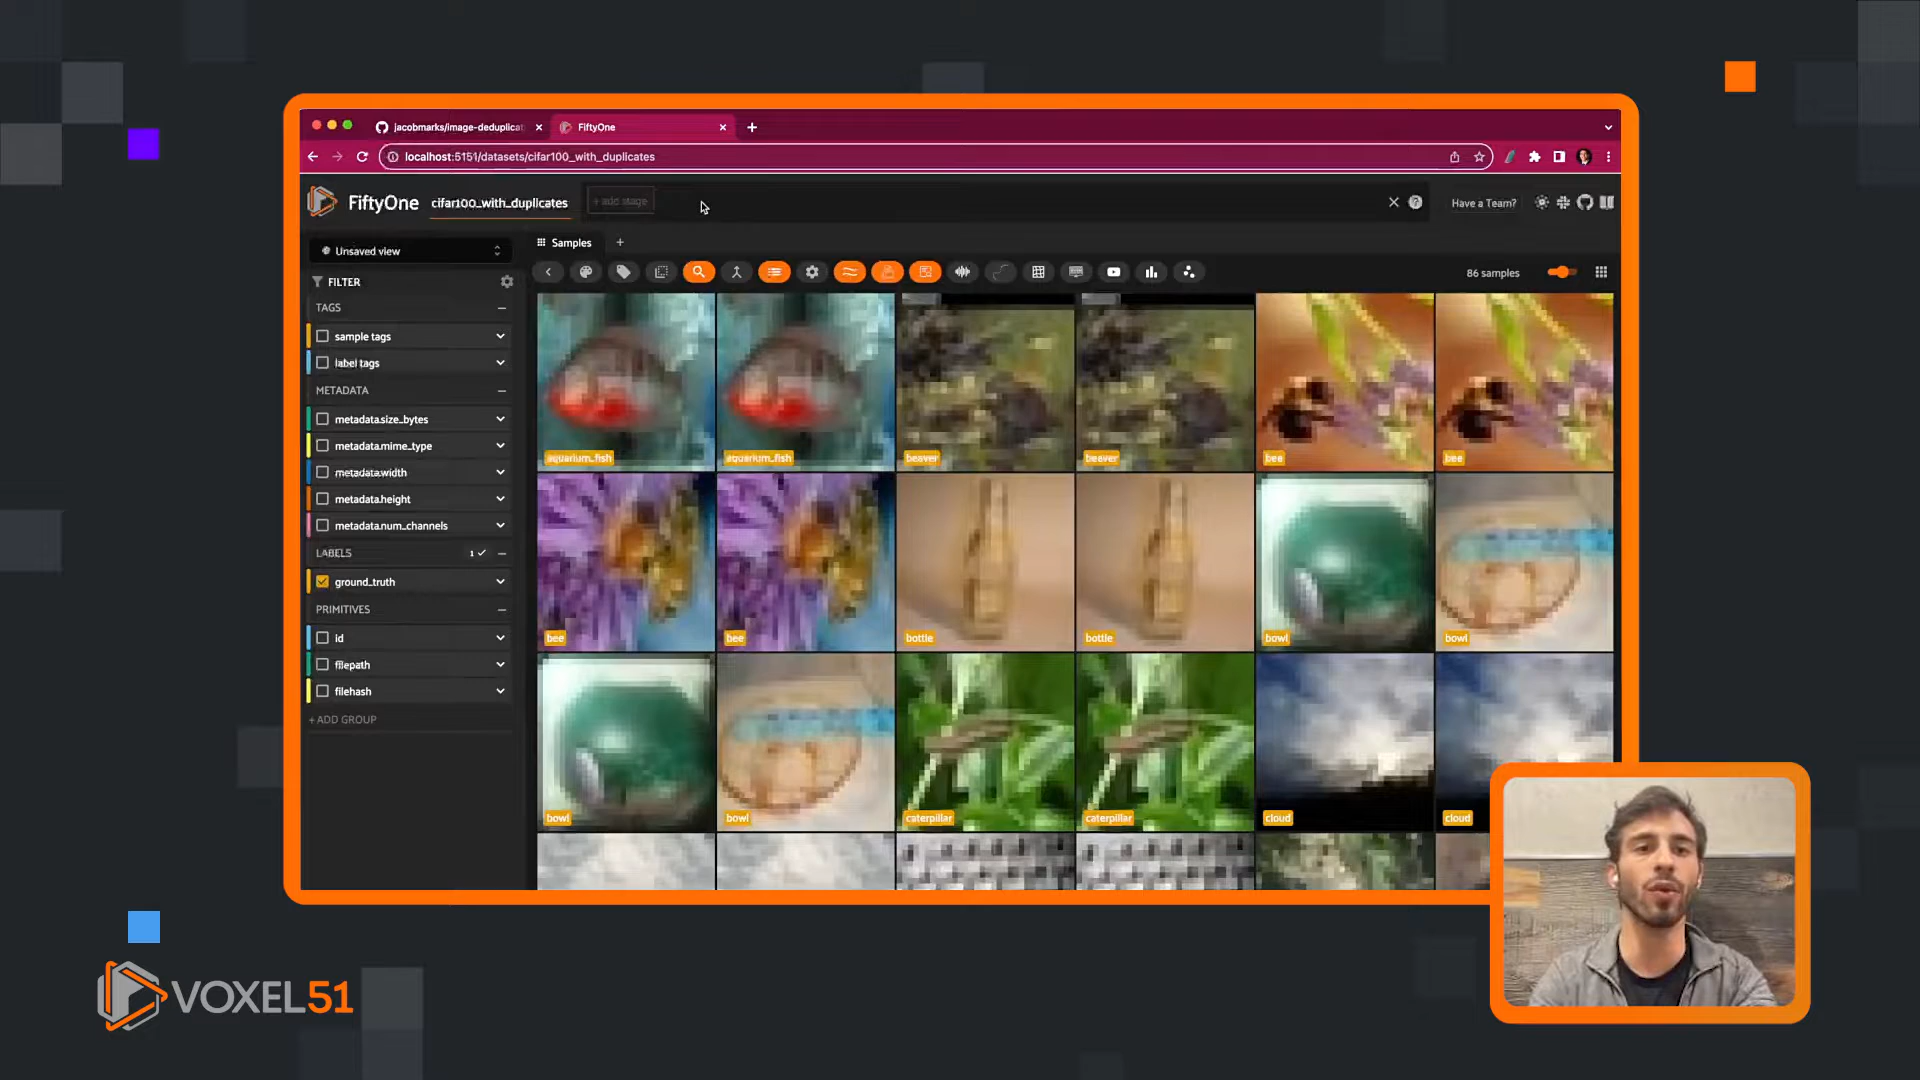 jacobmarks/image-deduplicat
FiftyOne
localhost:5151/datasets/cifar100_with_duplicates
FiftyOne
cifar100_with_duplicates
+ add stage
Have a Team?
Unsaved view
Samples
86 samples
FILTER
TAGS
sample tags
label tags
METADATA
metadata.size_bytes
metadata.mime_type
metadata.width
metadata.height
metadata.num_channels
LABELS
1
ground_truth
PRIMITIVES
id
filepath
filehash
+ ADD GROUP
aquarium_fish
aquarium_fish
beaver
beaver
bee
bee
bee
bee
bottle
bottle
bowl
bowl
bowl
bowl
caterpillar
caterpillar
cloud
cloud
VOXEL51